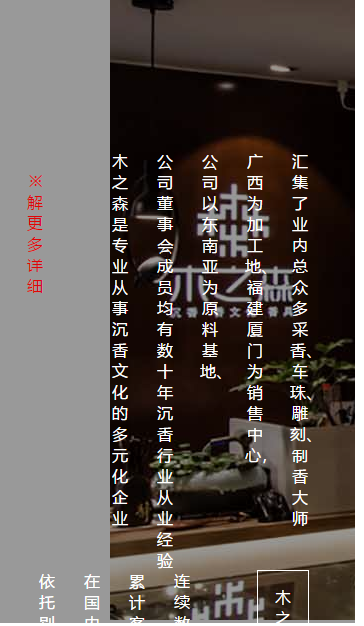 ※解更多详细
木之森是专业从事沉香文化的多元化企业
公司董事会成员均有数十年沉香行业从业经验
公司以东南亚为原料基地、
广西为加工地,福建厦门为销售中心，
汇集了业内总众多采香、车珠、雕刻、制香大师
木之森
依托
在国
累计
连续
木之